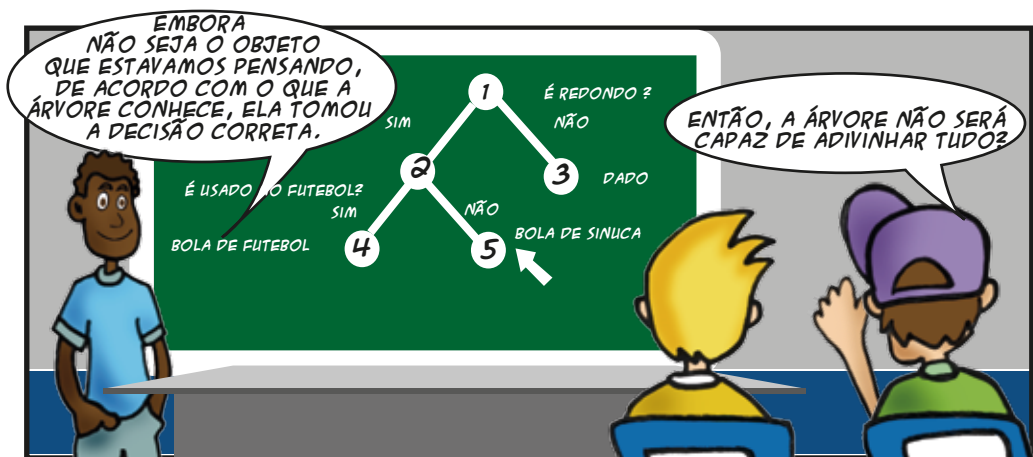 EMBORA
NÃO SEJA O OBJETO
QUE ESTAVAMOS PENSANDO,
DE ACORDO COM O QUE A
ÁRVORE CONHECE, ELA TOMOU
A DECISÃO CORRETA.
ENTÃO, A ÁRVORE NÃO SERÁ
CAPAZ DE ADIVINHAR TUDO?
1
É REDONDO ?
SIM
NÃO
2
3
DADO
É USADO NO FUTEBOL?
SIM
NÃO
BOLA DE FUTEBOL
4
5
BOLA DE SINUCA